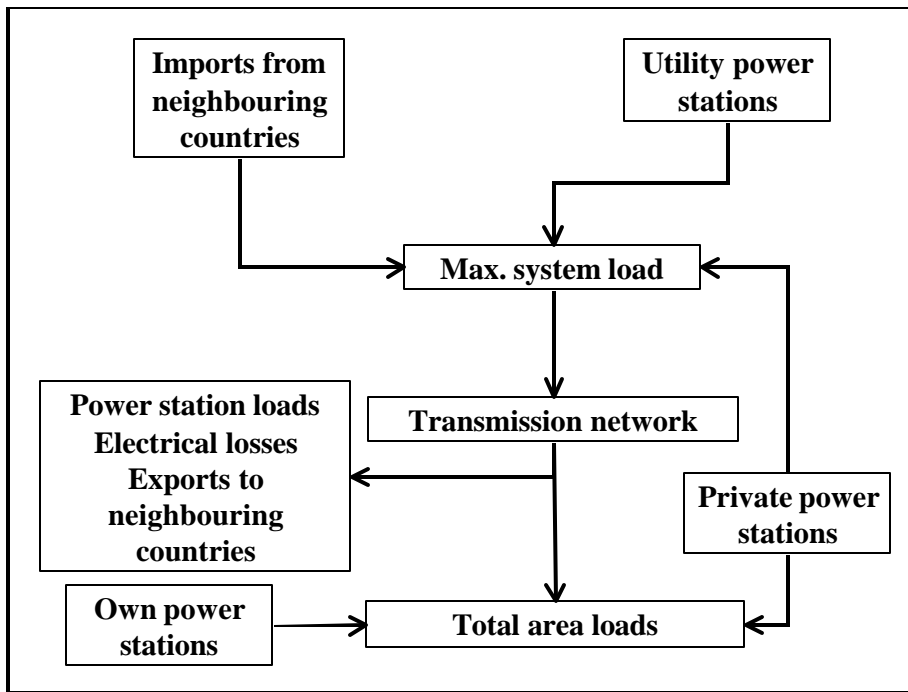 Imports from
neighbouring
countries
Utility power
stations
Max. system load
Power station loads
Electrical losses
Exports to
neighbouring
countries
Transmission network
Private power
stations
Own power
stations
Total area loads